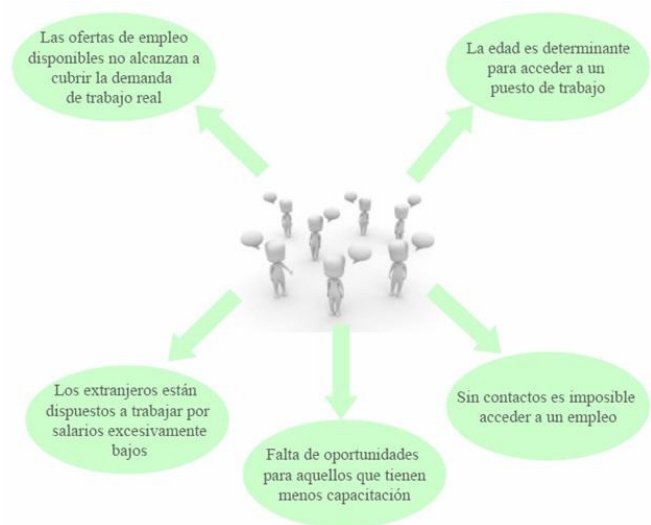 Las ofertas de empleo
disponibles no alcanzan a
cubrir la demanda
de trabajo real
La edad es determinante
para acceder a un
puesto de trabajo
Los extranjeros están
dispuestos a trabajar por
salarios excesivamente
bajos
Falta de oportunidades
para aquellos que tienen
menos capacitación
Sin contactos es imposible
acceder a un empleo